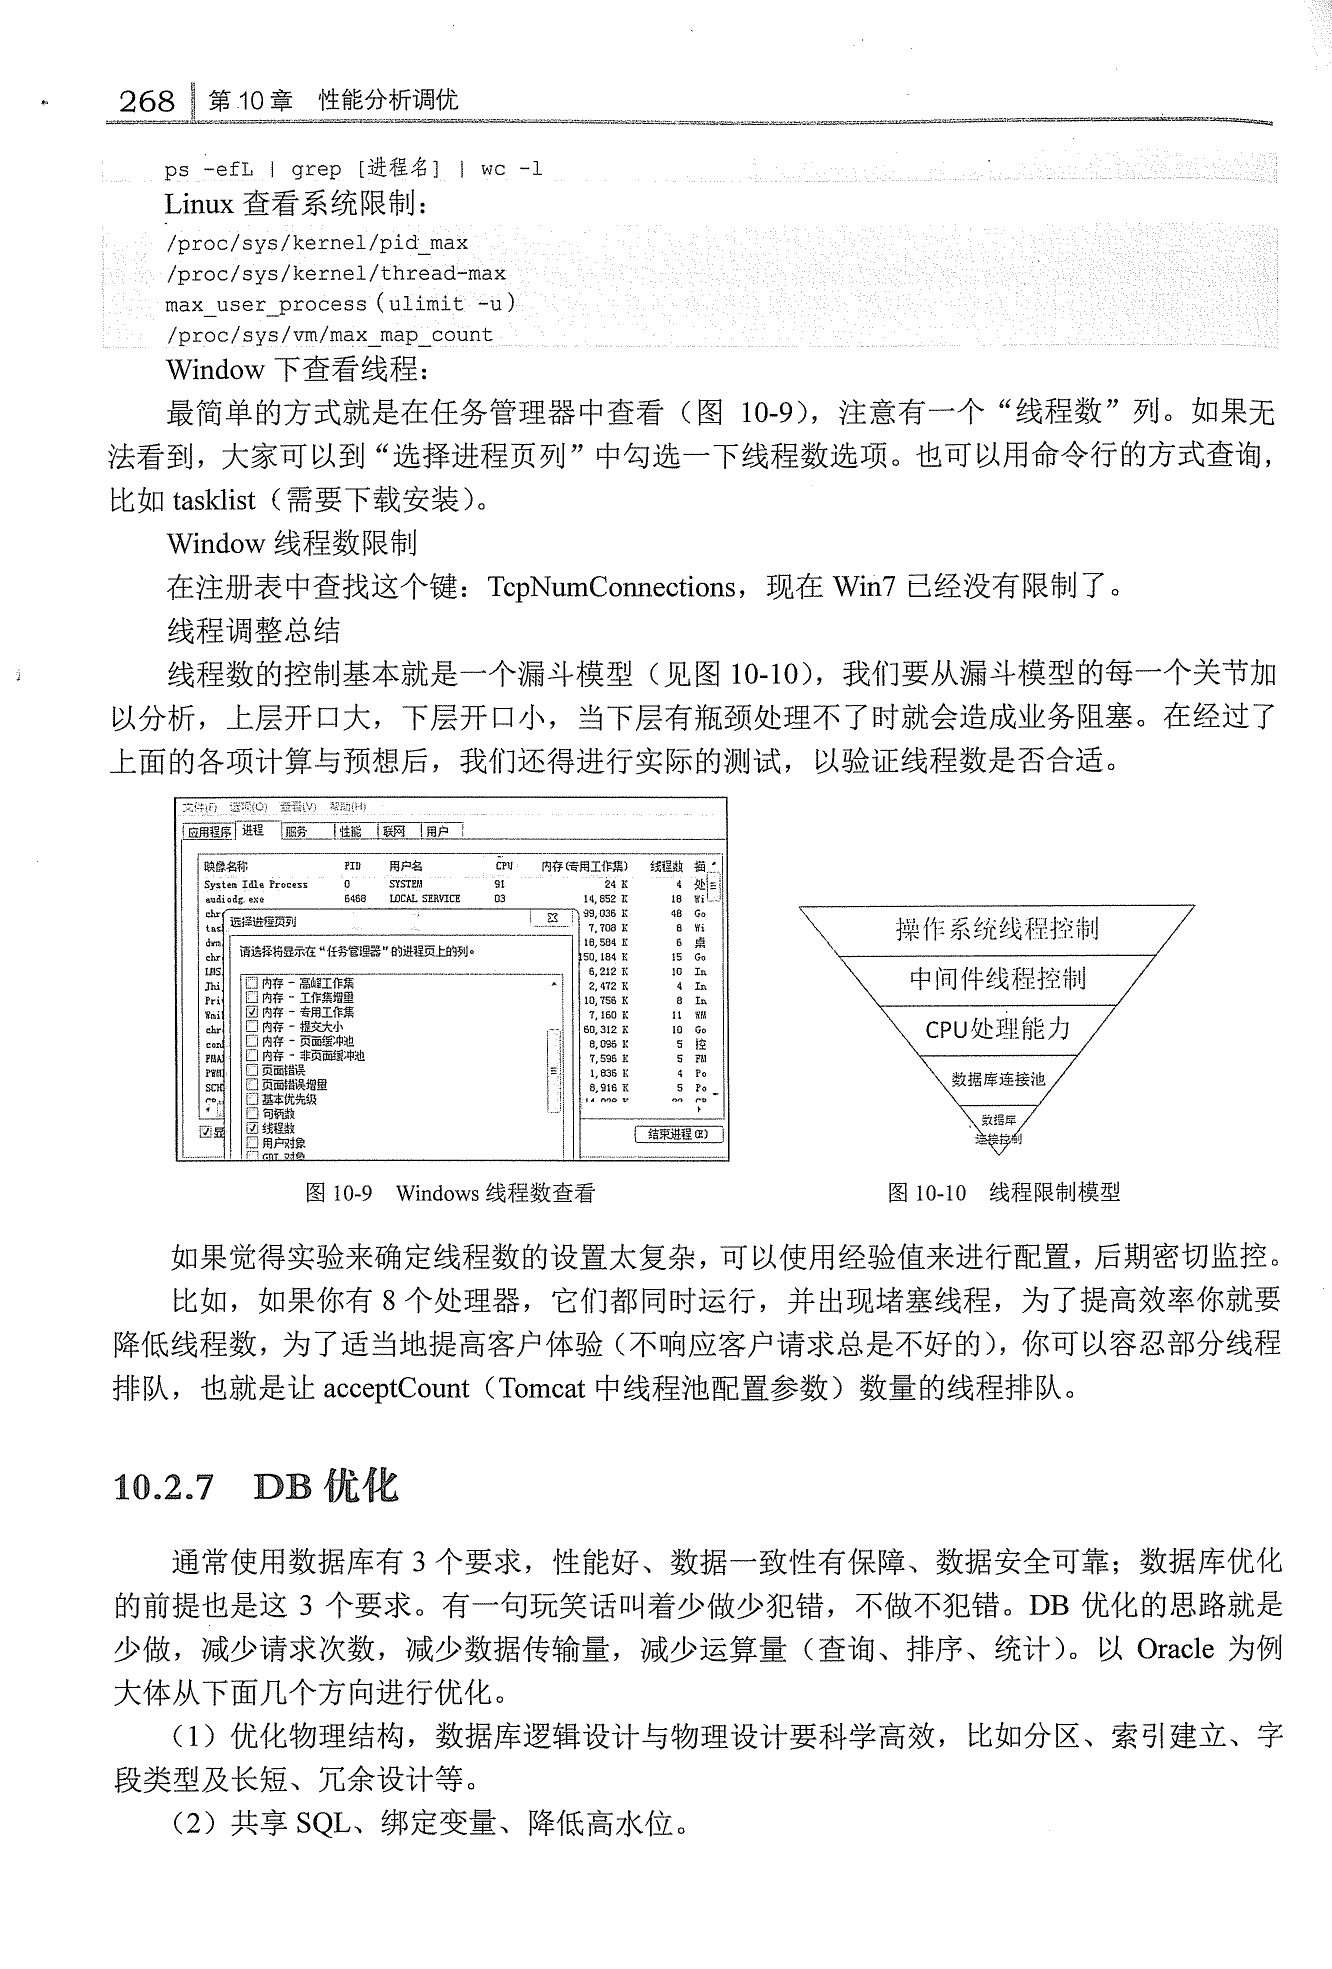 268 第10章 性能分析调优
ps -efL | grep [进程名] | wc -l
Linux 查看系统限制：
/proc/sys/kernel/pid_max
/proc/sys/kernel/thread-max
max_user_process（ulimit -u）
/proc/sys/vm/max_map_count
Window 下查看线程：
最简单的方式就是在任务管理器中查看（图 10-9），注意有一个“线程数”列。如果无
法看到，大家可以到“选择进程页列”中勾选一下线程数选项。也可以用命令行的方式查询，
比如 tasklist（需要下载安装）。
Window 线程数限制
在注册表中查找这个键：TcpNumConnections，现在 Win7 已经没有限制了。
线程调整总结
线程数的控制基本就是一个漏斗模型（见图 10-10），我们要从漏斗模型的每一个关节加
以分析，上层开口大，下层开口小，当下层有瓶颈处理不了时就会造成业务阻塞。在经过了
上面的各项计算与预想后，我们还得进行实际的测试，以验证线程数是否合适。
文件(F) 选项(O) 查看(V) 帮助(H)
应用程序 进程 服务 性能 联网 用户
映像名称 PID 用户名 CPU 内存(专用工作集) 线程数 描
System Idle Process 0 SYSTEM 91 24 K 4 处
audiodg.exe 6468 LOCAL SERVICE 03 14,852 K 18 Wi
chr 99,036 K 48 Go
tas 7,708 K 8 Wi
dwm 18,584 K 6 桌
chr 150,184 K 15 Go
LMS 6,212 K 10 In
Jhi 2,472 K 4 In
Pri 10,756 K 8 In
7,160 K 11
chr 60,312 K 10 Go
con 8,096 K 5 控
7,596 K 5
1,836 K 4 Po
8,916 K 5 Po
选择进程页列
请选择将显示在“任务管理器”的进程页上的列。
内存 - 高峰工作集
内存 - 工作集增量
内存 - 专用工作集
内存 - 提交大小
内存 - 页面缓冲池
内存 - 非页面缓冲池
页面错误
页面错误增量
基本优先级
句柄数
线程数
用户对象
GDI 对象
显
结束进程(E)
操作系统线程控制
中间件线程控制
CPU处理能力
数据库连接池
数据库
连接控制
图 10-9 Windows 线程数查看
图 10-10 线程限制模型
如果觉得实验来确定线程数的设置太复杂，可以使用经验值来进行配置，后期密切监控。
比如，如果你有 8 个处理器，它们都同时运行，并出现堵塞线程，为了提高效率你就要
降低线程数，为了适当地提高客户体验（不响应客户请求总是不好的），你可以容忍部分线程
排队，也就是让 acceptCount（Tomcat 中线程池配置参数）数量的线程排队。
10.2.7 DB 优化
通常使用数据库有 3 个要求，性能好、数据一致性有保障、数据安全可靠；数据库优化
的前提也是这 3 个要求。有一句玩笑话叫着少做少犯错，不做不犯错。DB 优化的思路就是
少做，减少请求次数，减少数据传输量，减少运算量（查询、排序、统计）。以 Oracle 为例
大体从下面几个方向进行优化。
（1）优化物理结构，数据库逻辑设计与物理设计要科学高效，比如分区、索引建立、字
段类型及长短、冗余设计等。
（2）共享 SQL、绑定变量、降低高水位。